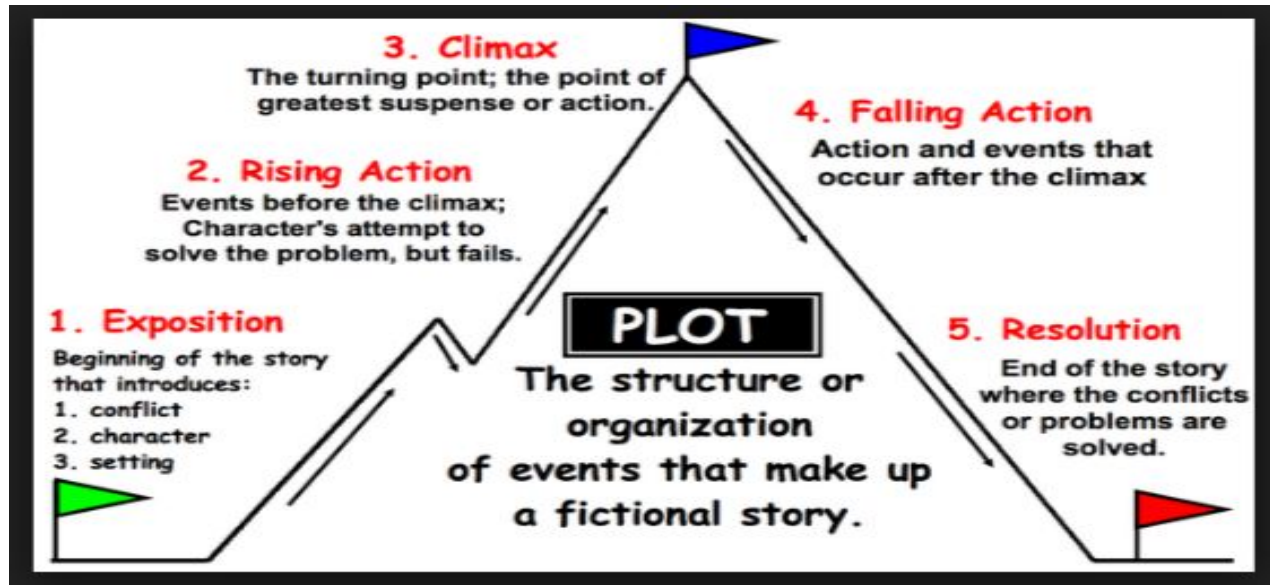 3. Climax
The turning point; the point of
greatest suspense or action.
2. Rising Action
Events before the climax;
Character's attempt to
solve the problem, but fails.
1. Exposition
Beginning of the story
that introduces:
1. conflict
2. character
3. setting
4. Falling Action
Action and events that
occur after the climax
5. Resolution
End of the story
where the conflicts
or problems are
solved.
PLOT
The structure or
organization
of events that make up
a fictional story.